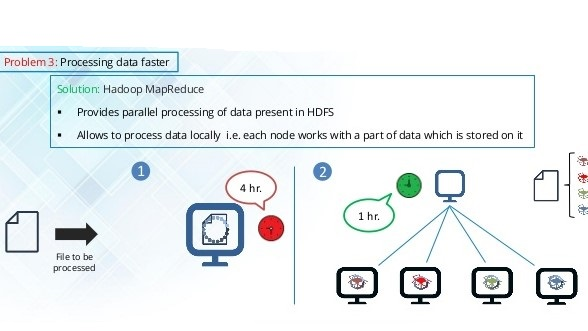 Problem 3: Processing data faster
Solution: Hadoop MapReduce
▪ Provides parallel processing of data present in HDFS
▪ Allows to process data locally i.e. each node works with a part of data which is stored on it
1
2
4 hr.
1 hr.
File to be
processed